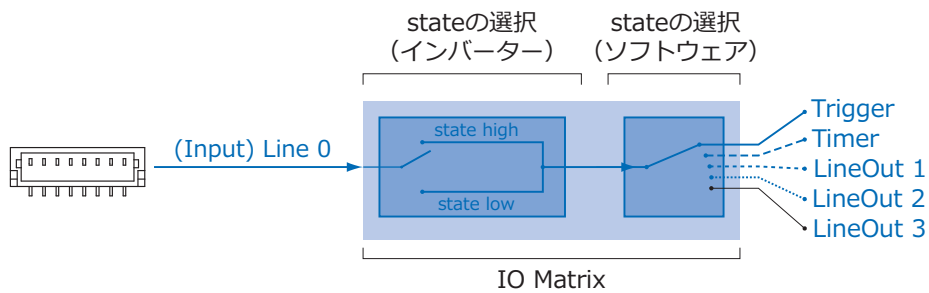 stateの選択
(インバーター)
stateの選択
(ソフトウェア)
(Input) Line 0
state high
state low
Trigger
Timer
LineOut 1
LineOut 2
LineOut 3
IO Matrix